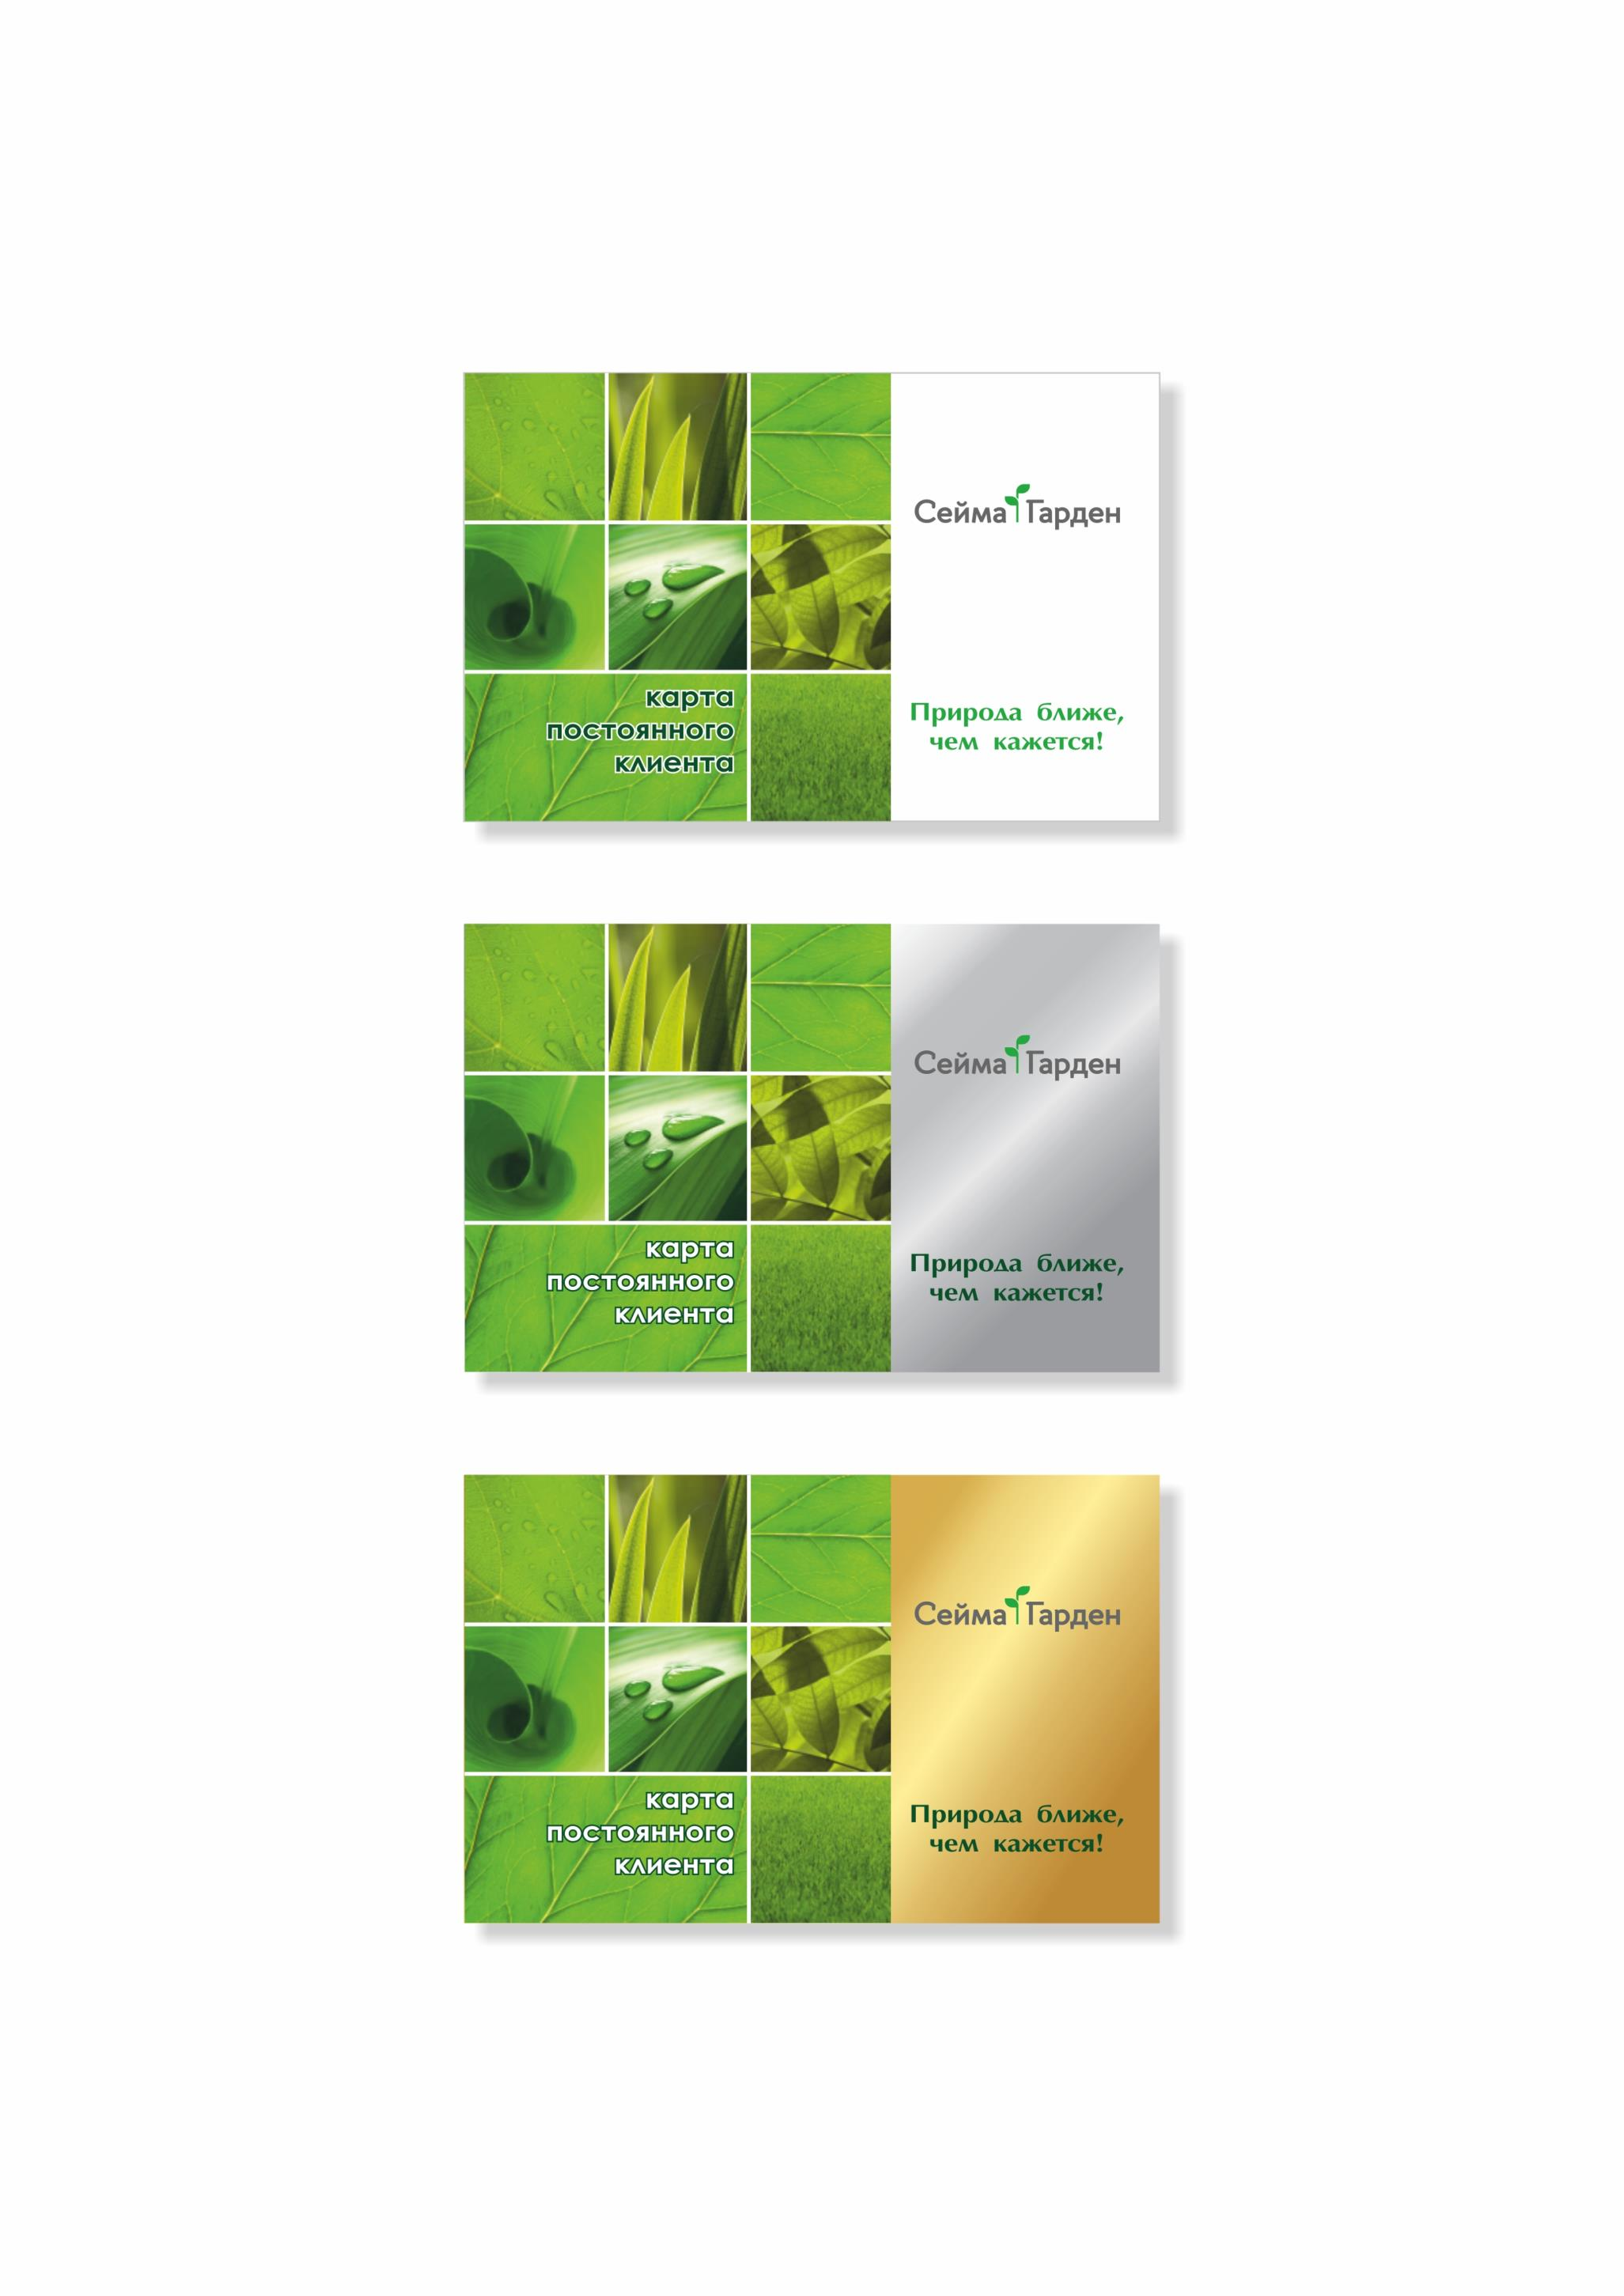 Сейма Гарден
карта
постоянного
клиента
Природа ближе,
чем кажется!
Сейма Гарден
карта
постоянного
клиента
Природа ближе,
чем кажется!
Сейма Гарден
карта
постоянного
клиента
Природа ближе,
чем кажется!